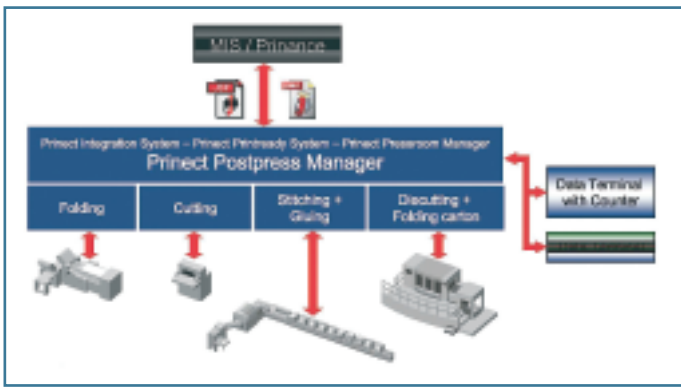 MIS / Prinance
Prinect Integration System – Prinect Printready System – Prinect Pressroom Manager
Prinect Postpress Manager
Folding
Cutting
Stitching +
Gluing
Diecutting +
Folding carton
Data Terminal
with Counter